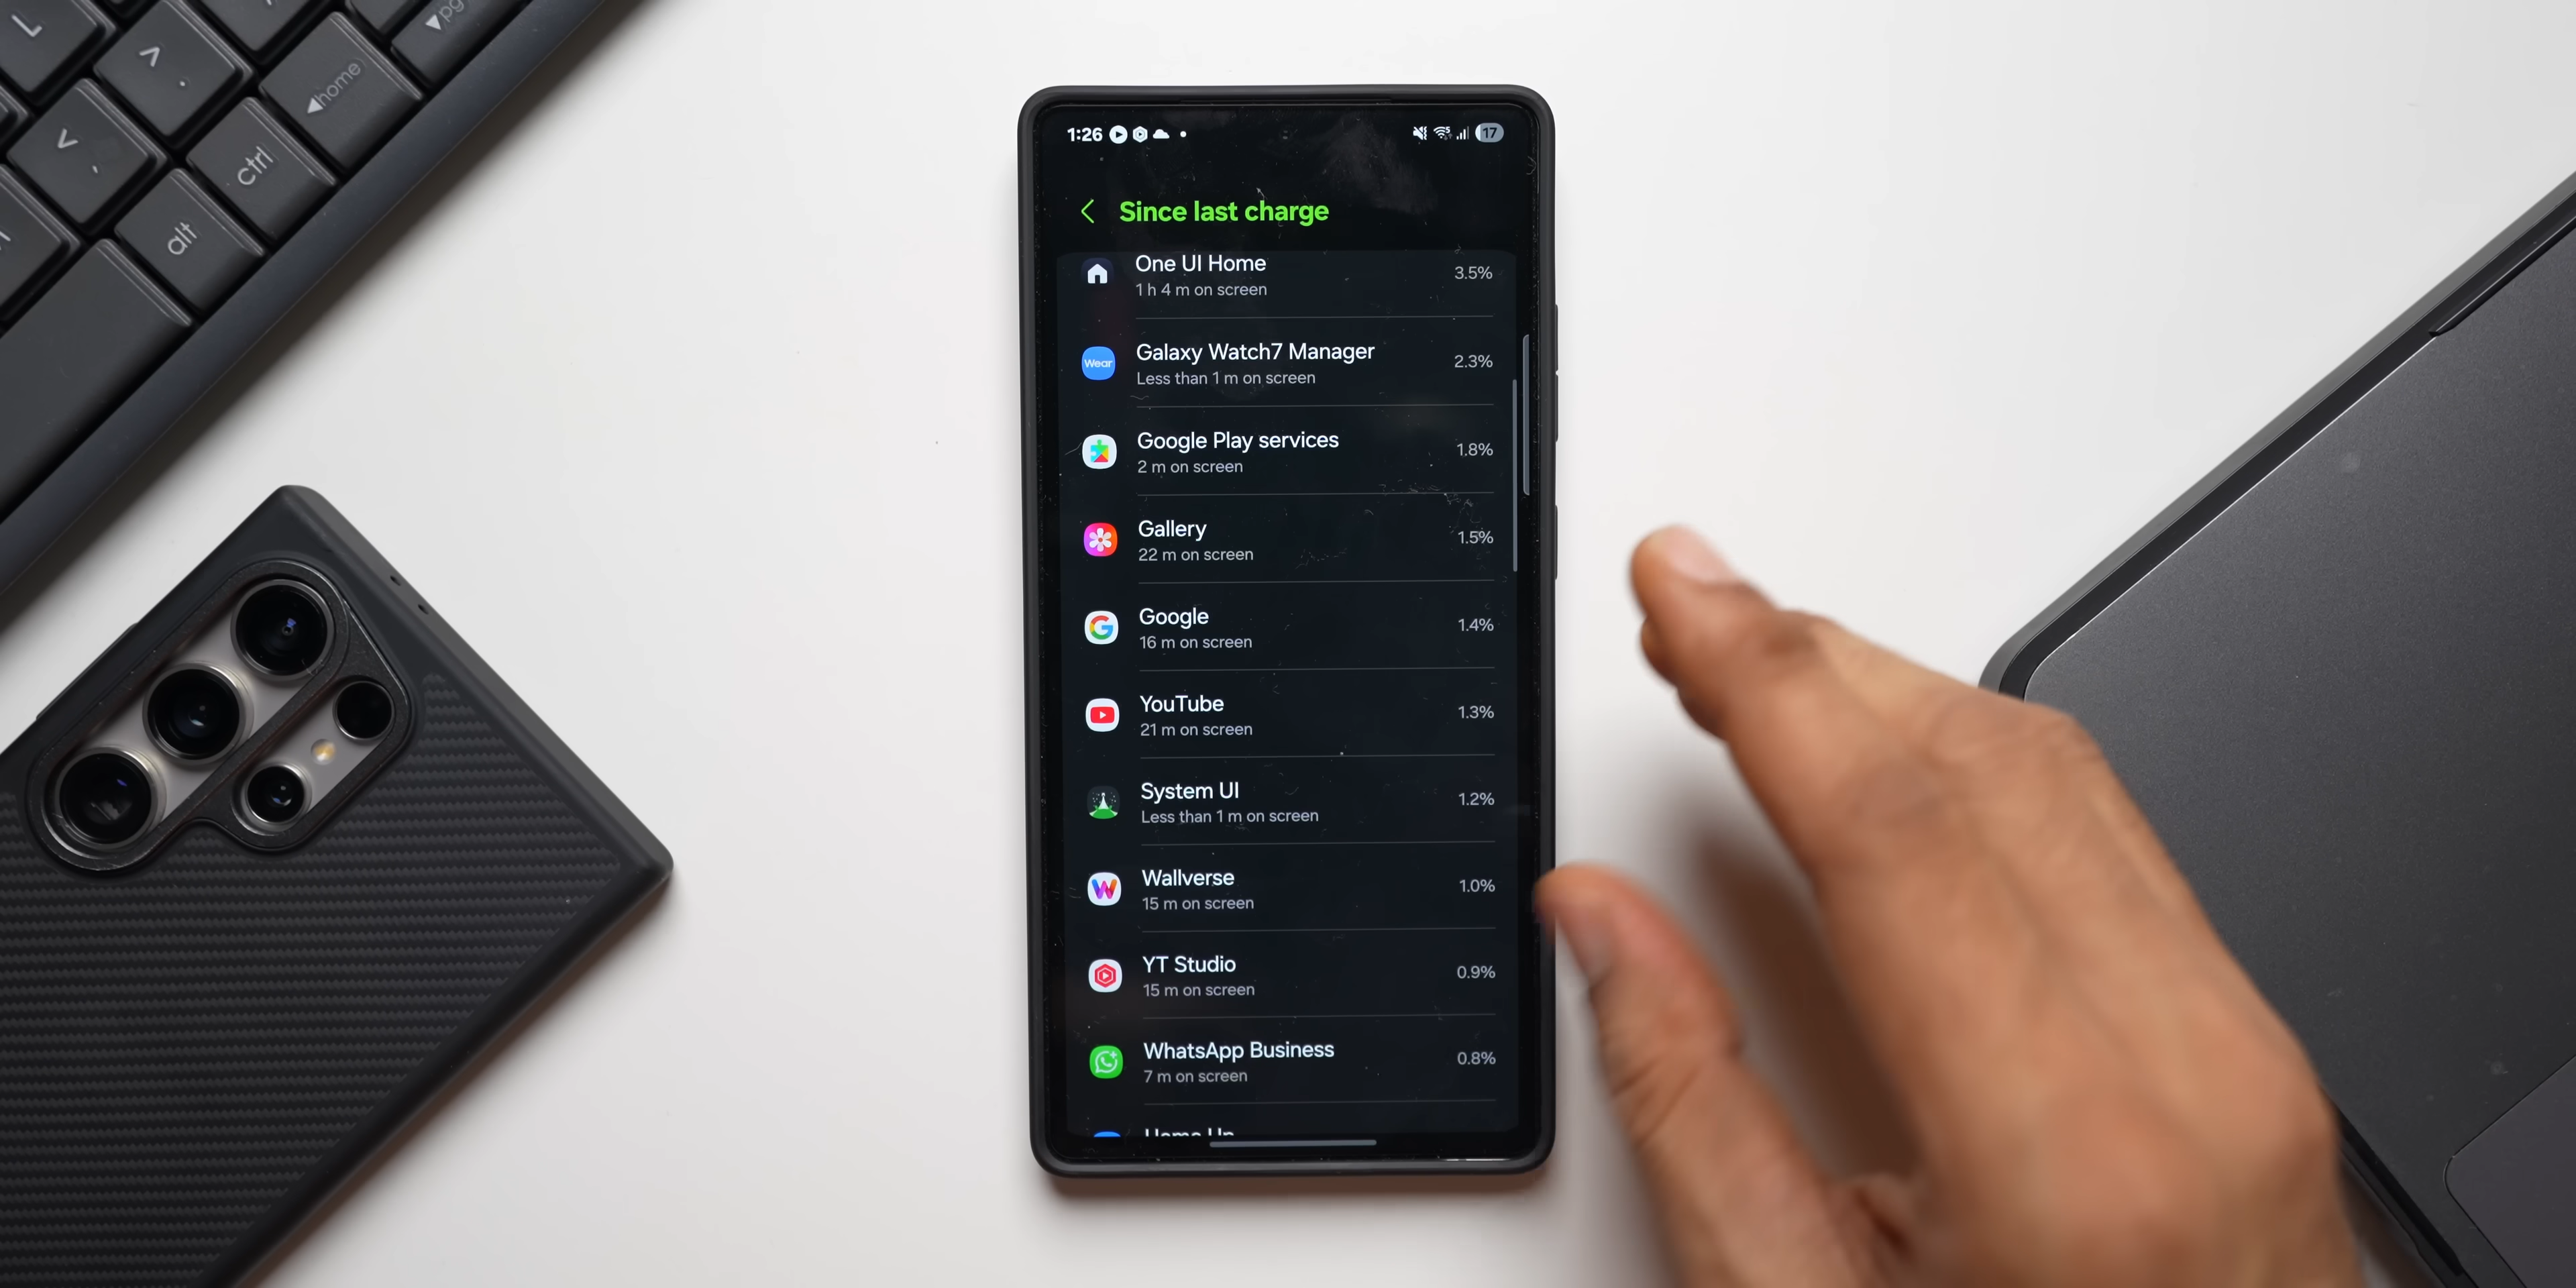 L
^
.
◀home
▼pg
v
,
ctrl
alt
1:26
17
Since last charge
One UI Home
3.5%
1 h 4 m on screen
Wear
Galaxy Watch7 Manager
2.3%
Less than 1 m on screen
Google Play services
1.8%
2 m on screen
Gallery
1.5%
22 m on screen
Google
1.4%
16 m on screen
YouTube
1.3%
21 m on screen
System UI
1.2%
Less than 1 m on screen
Wallverse
1.0%
15 m on screen
YT Studio
0.9%
15 m on screen
WhatsApp Business
0.8%
7 m on screen
Home Up